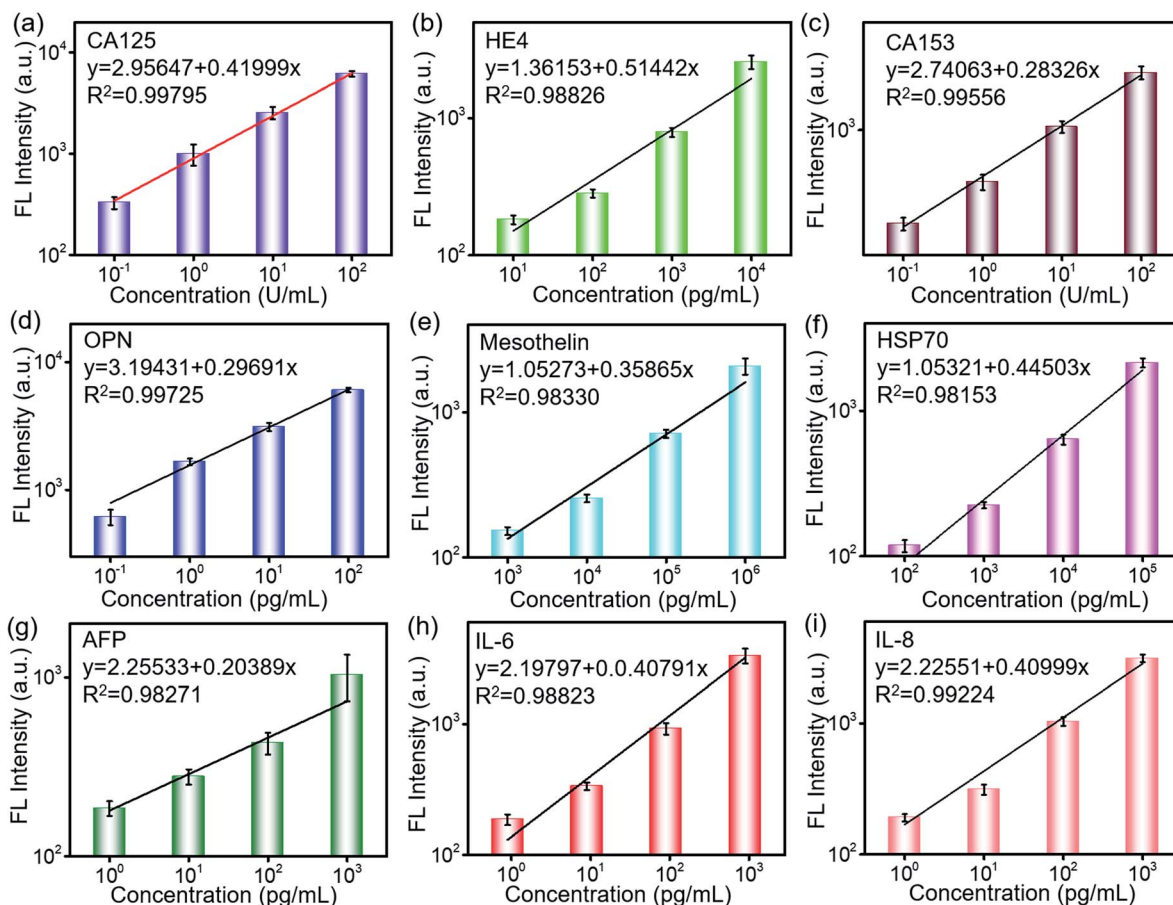 (a)
CA125
y=2.95647+0.41999x
R²=0.99795
FL Intensity (a.u.)
10⁴
10³
10²
10⁻¹ 10⁰ 10¹ 10²
Concentration (U/mL)
(b)
HE4
y=1.36153+0.51442x
R²=0.98826
FL Intensity (a.u.)
10³
10²
10¹ 10² 10³ 10⁴
Concentration (pg/mL)
(c)
CA153
y=2.74063+0.28326x
R²=0.99556
FL Intensity (a.u.)
10³
10⁻¹ 10⁰ 10¹ 10²
Concentration (U/mL)
(d)
OPN
y=3.19431+0.29691x
R²=0.99725
FL Intensity (a.u.)
10⁴
10³
10⁻¹ 10⁰ 10¹ 10²
Concentration (pg/mL)
(e)
Mesothelin
y=1.05273+0.35865x
R²=0.98330
FL Intensity (a.u.)
10³
10²
10³ 10⁴ 10⁵ 10⁶
Concentration (pg/mL)
(f)
HSP70
y=1.05321+0.44503x
R²=0.98153
FL Intensity (a.u.)
10³
10²
10² 10³ 10⁴ 10⁵
Concentration (pg/mL)
(g)
AFP
y=2.25533+0.20389x
R²=0.98271
FL Intensity (a.u.)
10³
10²
10⁰ 10¹ 10² 10³
Concentration (pg/mL)
(h)
IL-6
y=2.19797+0.0.40791x
R²=0.98823
FL Intensity (a.u.)
10³
10²
10⁰ 10¹ 10² 10³
Concentration (pg/mL)
(i)
IL-8
y=2.22551+0.40999x
R²=0.99224
FL Intensity (a.u.)
10³
10²
10⁰ 10¹ 10² 10³
Concentration (pg/mL)